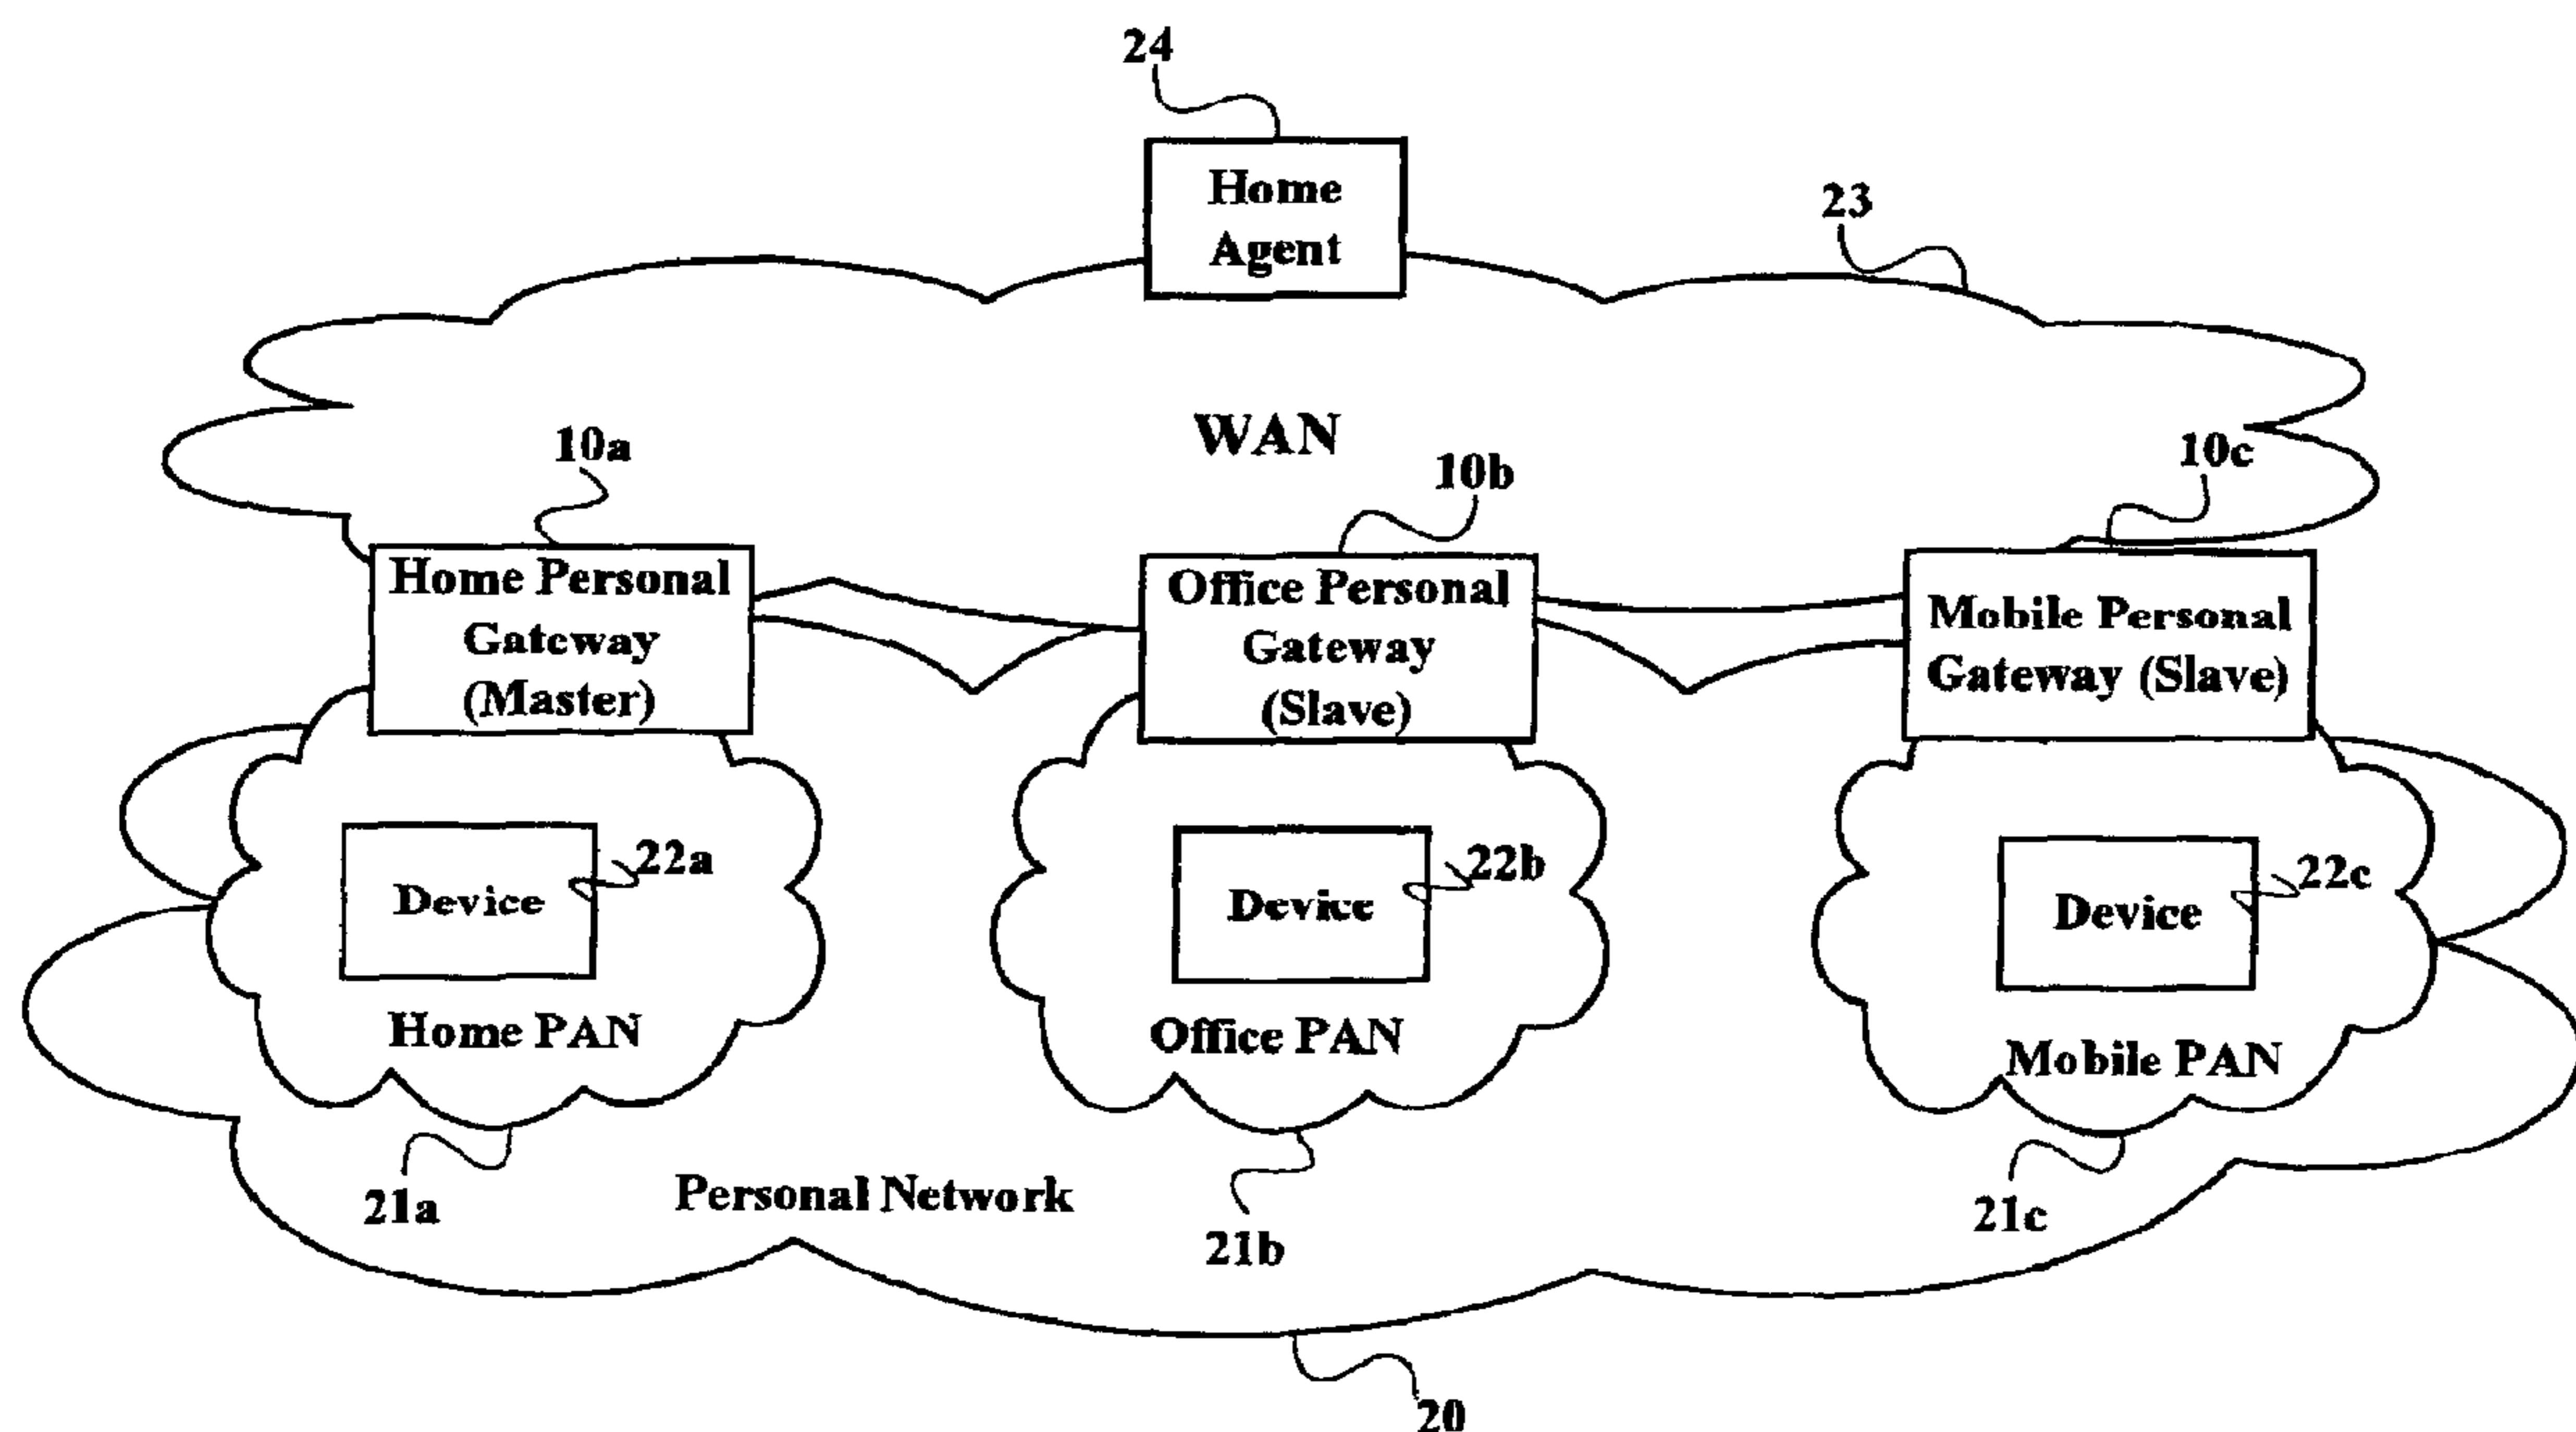 24
Home
Agent
23
WAN
10a
10b
10c
Home Personal
Gateway
(Master)
Office Personal
Gateway
(Slave)
Mobile Personal
Gateway (Slave)
Device
22a
Device
22b
Device
22c
Home PAN
Office PAN
Mobile PAN
21a
Personal Network
21b
21c
20